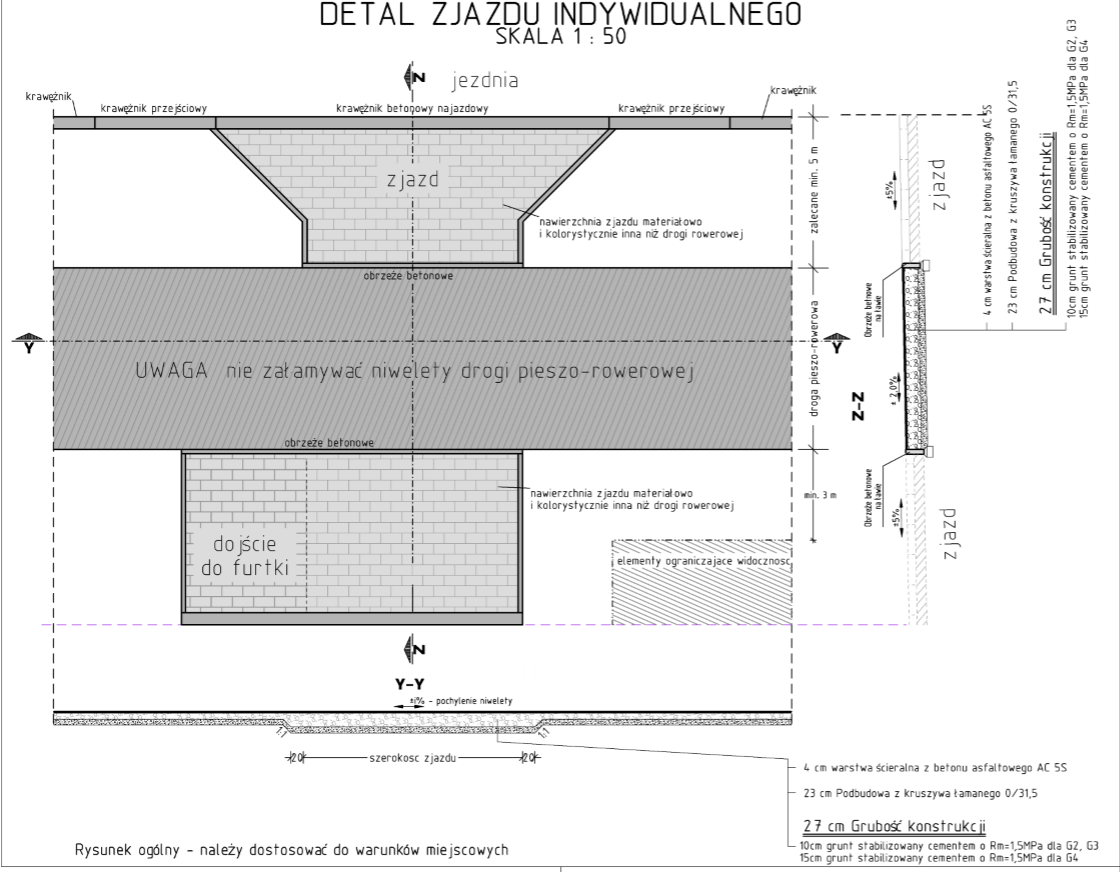 DETAL ZJAZDU INDYWIDUALNEGO
SKALA 1 : 50
N
jezdnia
krawężnik
krawężnik przejściowy
krawężnik betonowy najazdowy
krawężnik przejściowy
krawężnik
zjazd
nawierzchnia zjazdu materiałowo
i kolorystycznie inna niż drogi rowerowej
zalecane min. 5 m
obrzeże betonowe
Y
UWAGA nie załamywać niwelety drogi pieszo-rowerowej
Y
droga pieszo-rowerowa
obrzeże betonowe
nawierzchnia zjazdu materiałowo
i kolorystycznie inna niż drogi rowerowej
min. 3 m
dojście
do furtki
elementy ograniczajace widocznosc
N
Z-Z
±5%
zjazd
Obrzeże betnowe
na ławie
± 2,0%
Obrzeże betonowe
na ławie
±5%
zjazd
4 cm warstwa ścieralna z betonu asfaltowego AC 5S
23 cm Podbudowa z kruszywa łamanego 0/31,5
27 cm Grubość konstrukcji
10cm grunt stabilizowany cementem o Rm=1,5MPa dla G2, G3
15cm grunt stabilizowany cementem o Rm=1,5MPa dla G4
Y-Y
±i% - pochylenie niwelety
1:1
1:1
20
szerokosc zjazdu
20
4 cm warstwa ścieralna z betonu asfaltowego AC 5S
23 cm Podbudowa z kruszywa łamanego 0/31,5
27 cm Grubość konstrukcji
10cm grunt stabilizowany cementem o Rm=1,5MPa dla G2, G3
15cm grunt stabilizowany cementem o Rm=1,5MPa dla G4
Rysunek ogólny - należy dostosować do warunków miejscowych